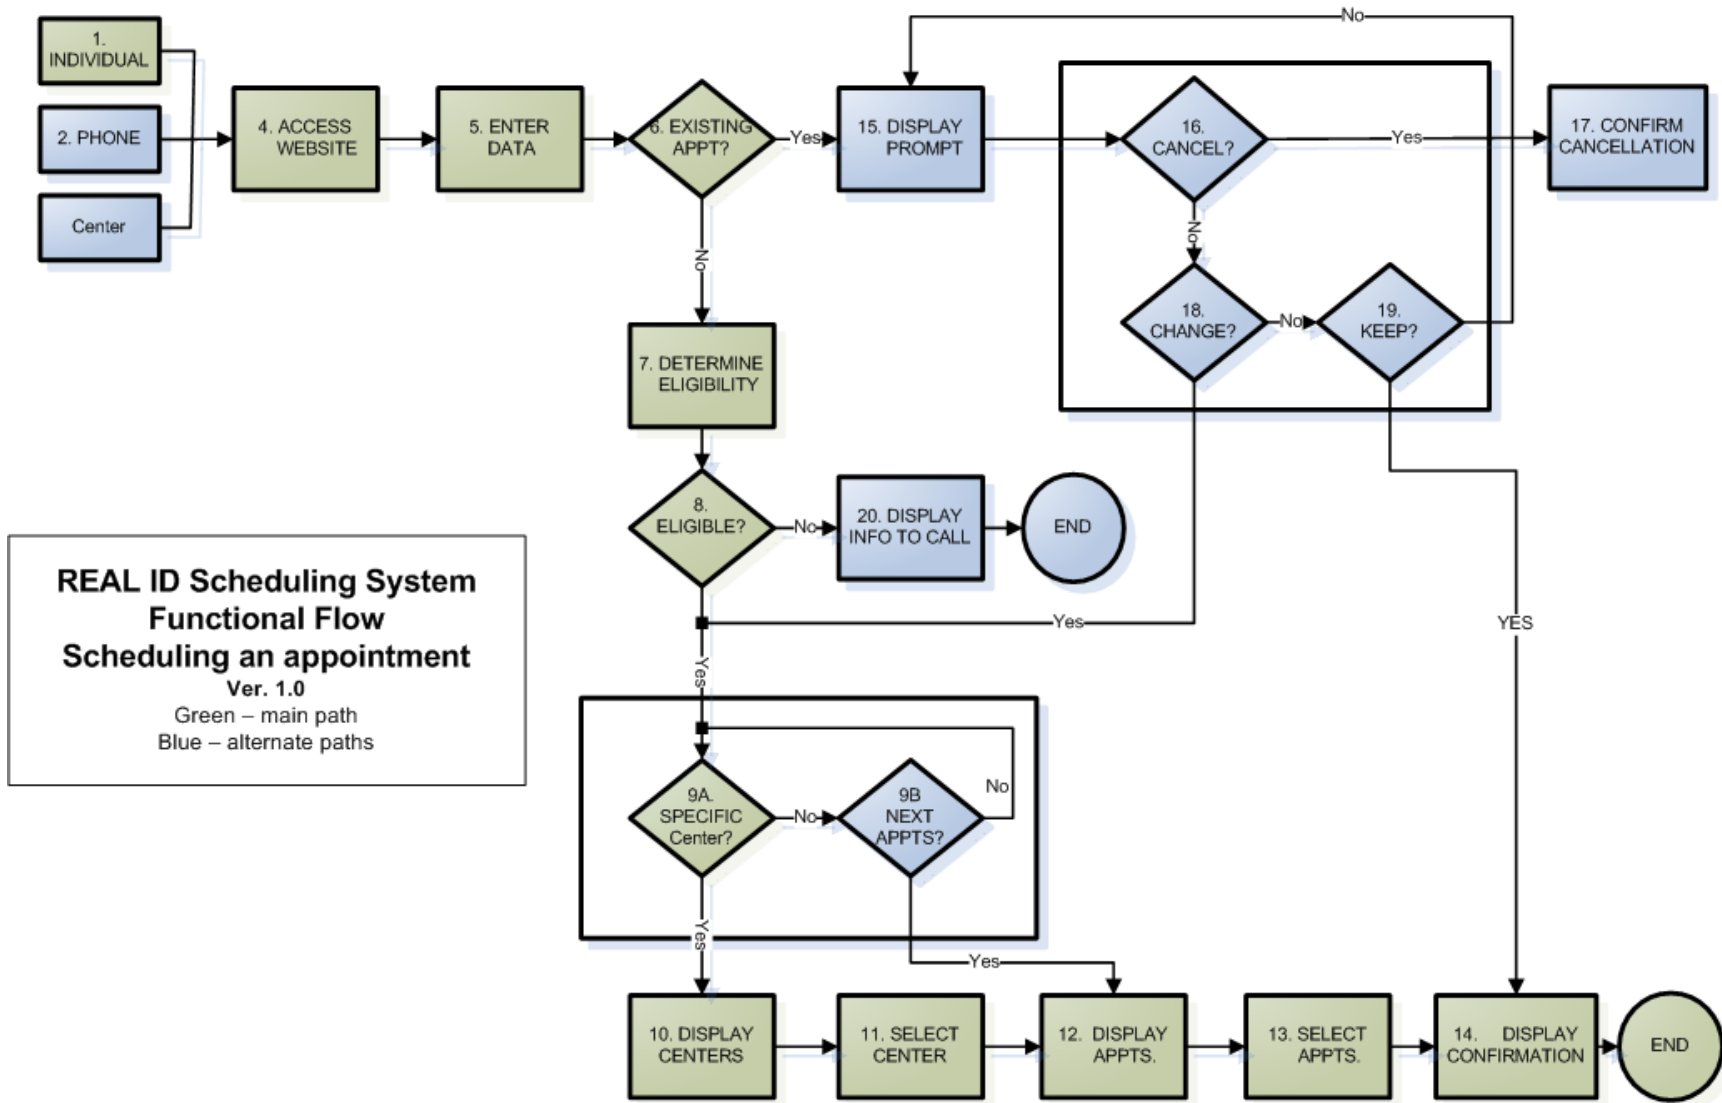 1.
INDIVIDUAL
2. PHONE
Center
4. ACCESS
WEBSITE
5. ENTER
DATA
6. EXISTING
APPT?
Yes
15. DISPLAY
PROMPT
No
16.
CANCEL?
Yes
17. CONFIRM
CANCELLATION
No
18.
CHANGE?
No
19.
KEEP?
No
7. DETERMINE
ELIGIBILITY
8.
ELIGIBLE?
No
20. DISPLAY
INFO TO CALL
END
Yes
YES
Yes
REAL ID Scheduling System
Functional Flow
Scheduling an appointment
Ver. 1.0
Green – main path
Blue – alternate paths
9A.
SPECIFIC
Center?
No
9B
NEXT
APPTS?
No
Yes
Yes
10. DISPLAY
CENTERS
11. SELECT
CENTER
12. DISPLAY
APPTS.
13. SELECT
APPTS.
14. DISPLAY
CONFIRMATION
END